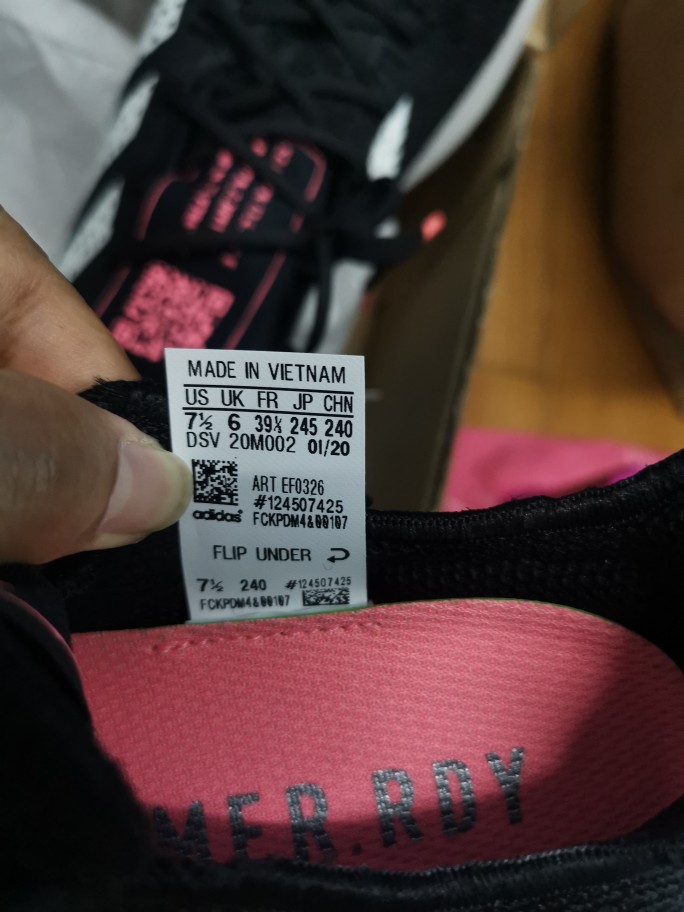 MADE IN VIETNAM
US UK FR JP CHN
7½ 6 39⅓ 245 240
DSV 20M002 01/20
ART EF0326
#124507425
adidas FCKPDM4&00107
FLIP UNDER
7½ 240 #124507425
FCKPDM4&00107
MER.RDY